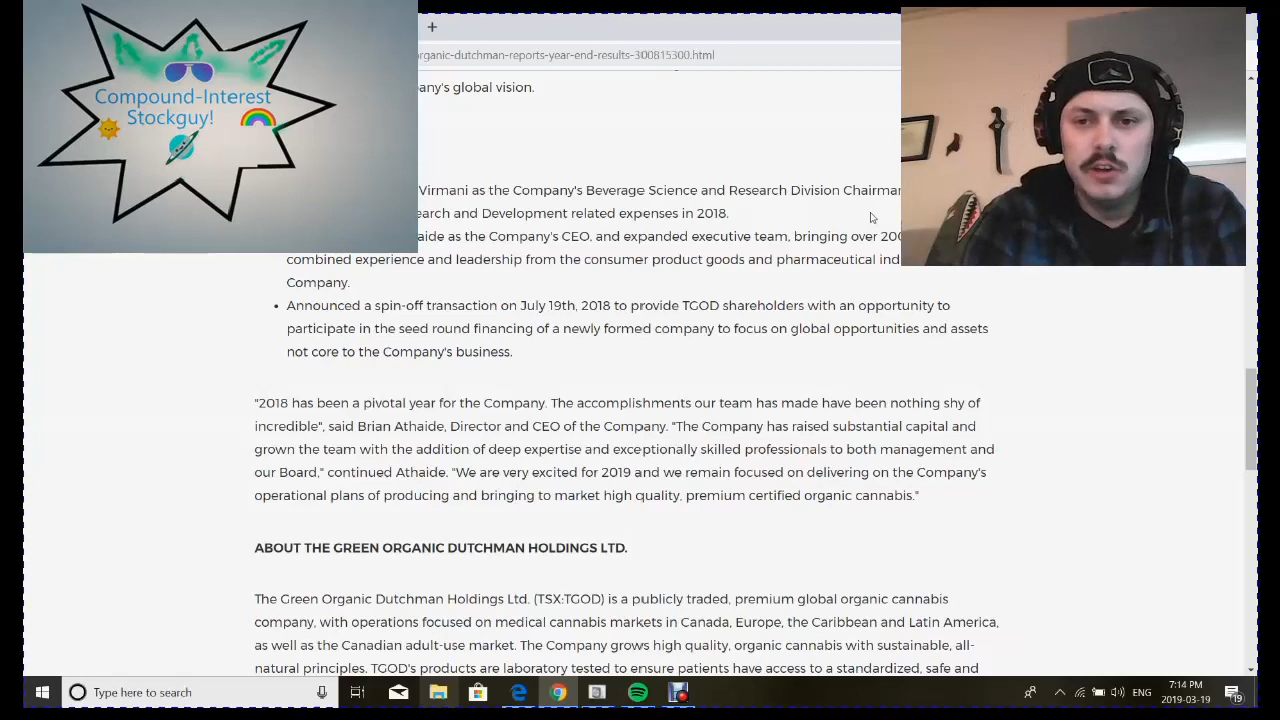 organic-dutchman-reports-year-end-results-300815300.html
pany's global vision.
Compound-Interest
Stockguy!
Virmani as the Company's Beverage Science and Research Division Chairman
earch and Development related expenses in 2018.
aide as the Company's CEO, and expanded executive team, bringing over 200
combined experience and leadership from the consumer product goods and pharmaceutical ind
Company.
• Announced a spin-off transaction on July 19th, 2018 to provide TGOD shareholders with an opportunity to
participate in the seed round financing of a newly formed company to focus on global opportunities and assets
not core to the Company's business.
"2018 has been a pivotal year for the Company. The accomplishments our team has made have been nothing shy of
incredible", said Brian Athaide, Director and CEO of the Company. "The Company has raised substantial capital and
grown the team with the addition of deep expertise and exceptionally skilled professionals to both management and
our Board," continued Athaide. "We are very excited for 2019 and we remain focused on delivering on the Company's
operational plans of producing and bringing to market high quality, premium certified organic cannabis."
ABOUT THE GREEN ORGANIC DUTCHMAN HOLDINGS LTD.
The Green Organic Dutchman Holdings Ltd. (TSX:TGOD) is a publicly traded, premium global organic cannabis
company, with operations focused on medical cannabis markets in Canada, Europe, the Caribbean and Latin America,
as well as the Canadian adult-use market. The Company grows high quality, organic cannabis with sustainable, all-
natural principles. TGOD's products are laboratory tested to ensure patients have access to a standardized, safe and
Type here to search
ENG
7:14 PM
2019-03-19
19